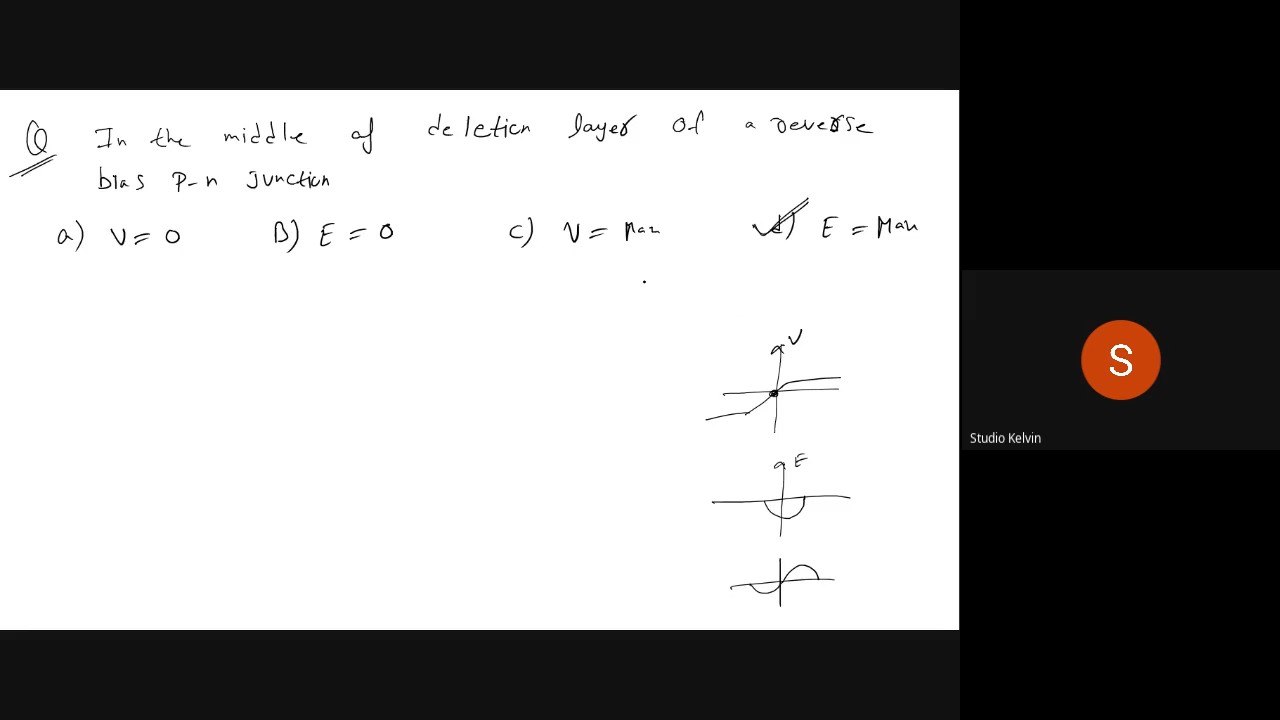 Q In the middle of deletion layer of a reverse
bias P-n junction
a) V = 0 B) E = 0 c) V = Max d) E = Max
V
E
S
Studio Kelvin